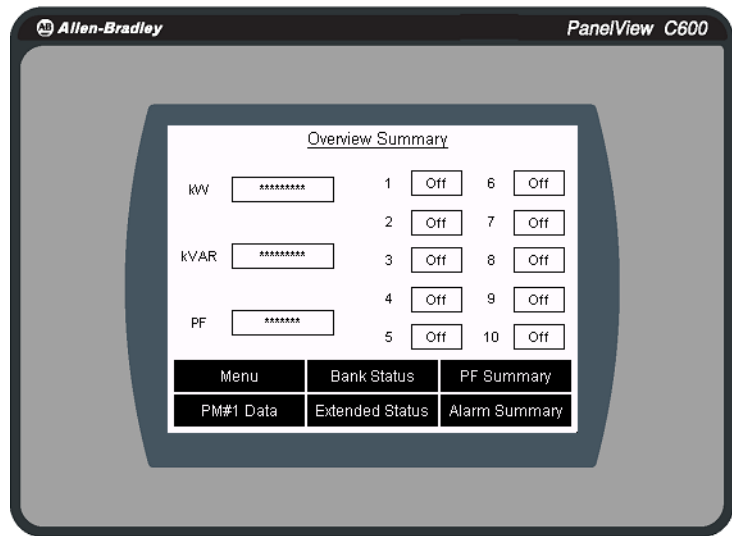 AB Allen-Bradley PanelView C600
Overview Summary
kW ********* 1 Off 6 Off
2 Off 7 Off
kVAR ********* 3 Off 8 Off
4 Off 9 Off
PF ******* 5 Off 10 Off
Menu Bank Status PF Summary
PM#1 Data Extended Status Alarm Summary